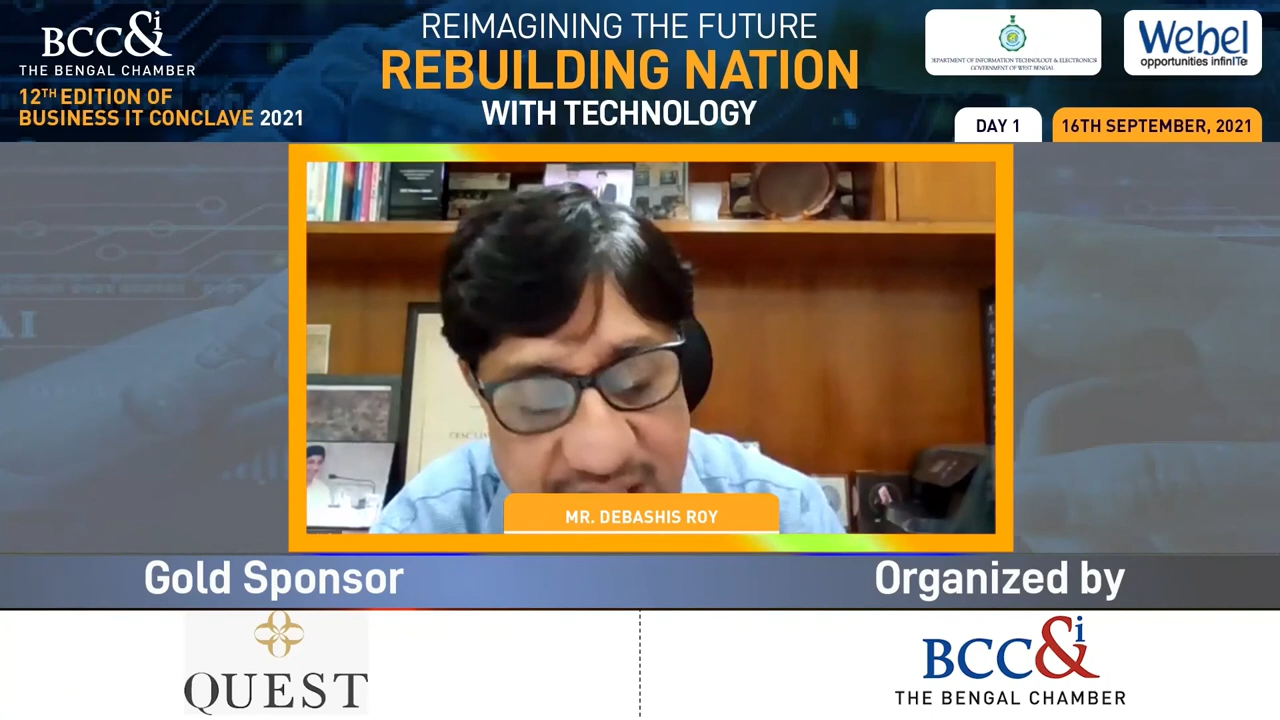 BCC&i
THE BENGAL CHAMBER
12TH EDITION OF
BUSINESS IT CONCLAVE 2021
REIMAGINING THE FUTURE
REBUILDING NATION
WITH TECHNOLOGY
DEPARTMENT OF INFORMATION TECHNOLOGY & ELECTRONICS
GOVERNMENT OF WEST BENGAL
Webel
opportunities infinITe
DAY 1
16TH SEPTEMBER, 2021
AI
MR. DEBASHIS ROY
Gold Sponsor
Organized by
QUEST
BCC&i
THE BENGAL CHAMBER